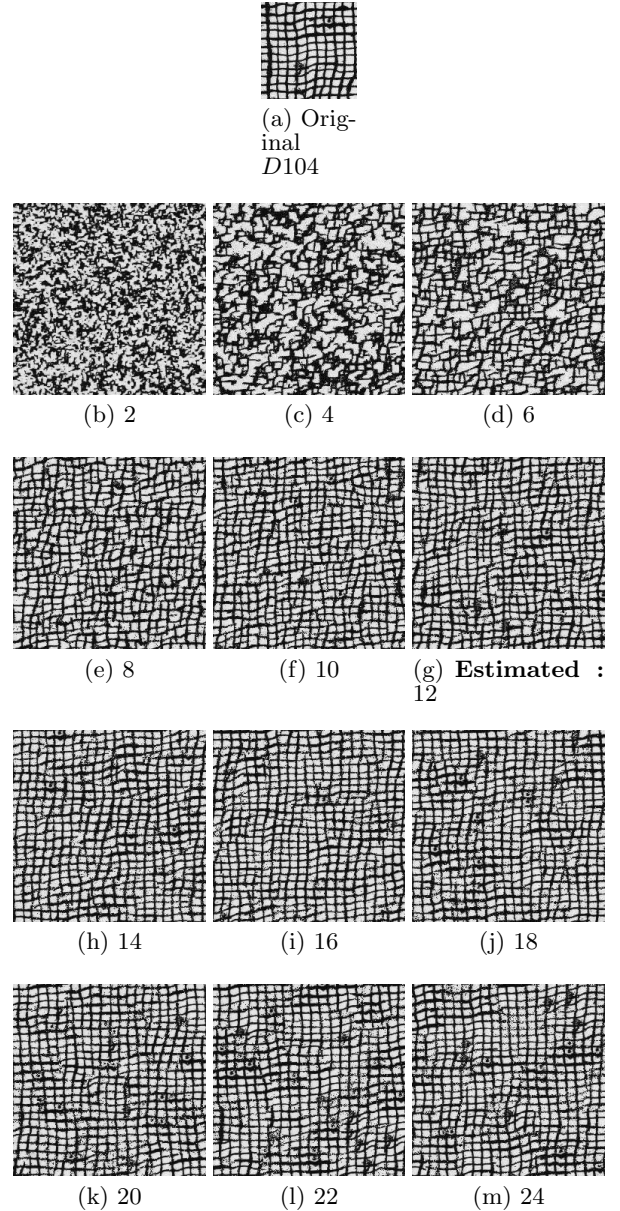 (a) Orig-
inal
D104
(b) 2
(c) 4
(d) 6
(e) 8
(f) 10
(g) Estimated :
12
(h) 14
(i) 16
(j) 18
(k) 20
(l) 22
(m) 24